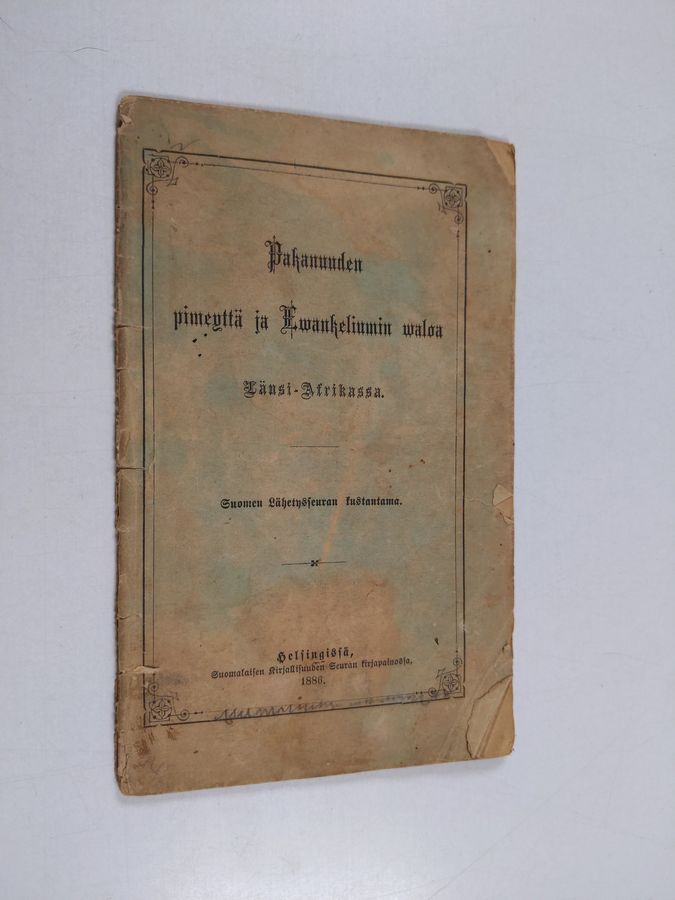 Pakanuuden
pimeyttä ja Ewankeliumin waloa
Länsi-Afrikassa.
Suomen Lähetysseuran kustantama.
Helsingissä,
Suomalaisen Kirjallisuuden Seuran kirjapainossa,
1886.